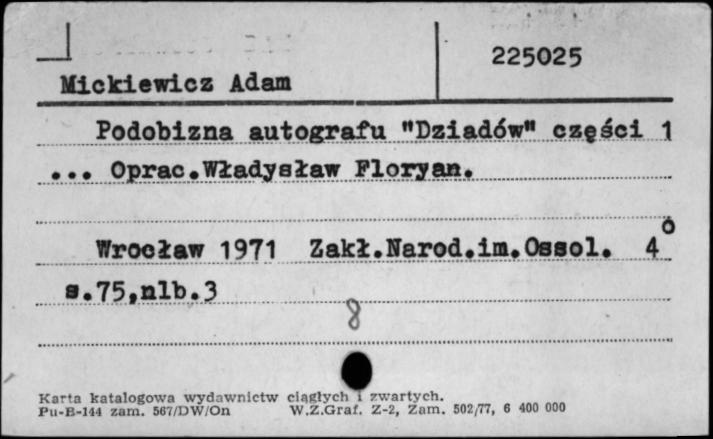 225025
Mickiewicz Adam
Podobizna autografu "Dziadów" części 1
... Oprac.Władysław Floryan.
Wrocław 1971 Zakł.Narod.im.Ossol. 4°
s.75,nlb.3
8
Karta katalogowa wydawnictw ciągłych i zwartych.
Pu-B-144 zam. 567/DW/On W.Z.Graf. Z-2, Zam. 502/77, 6 400 000